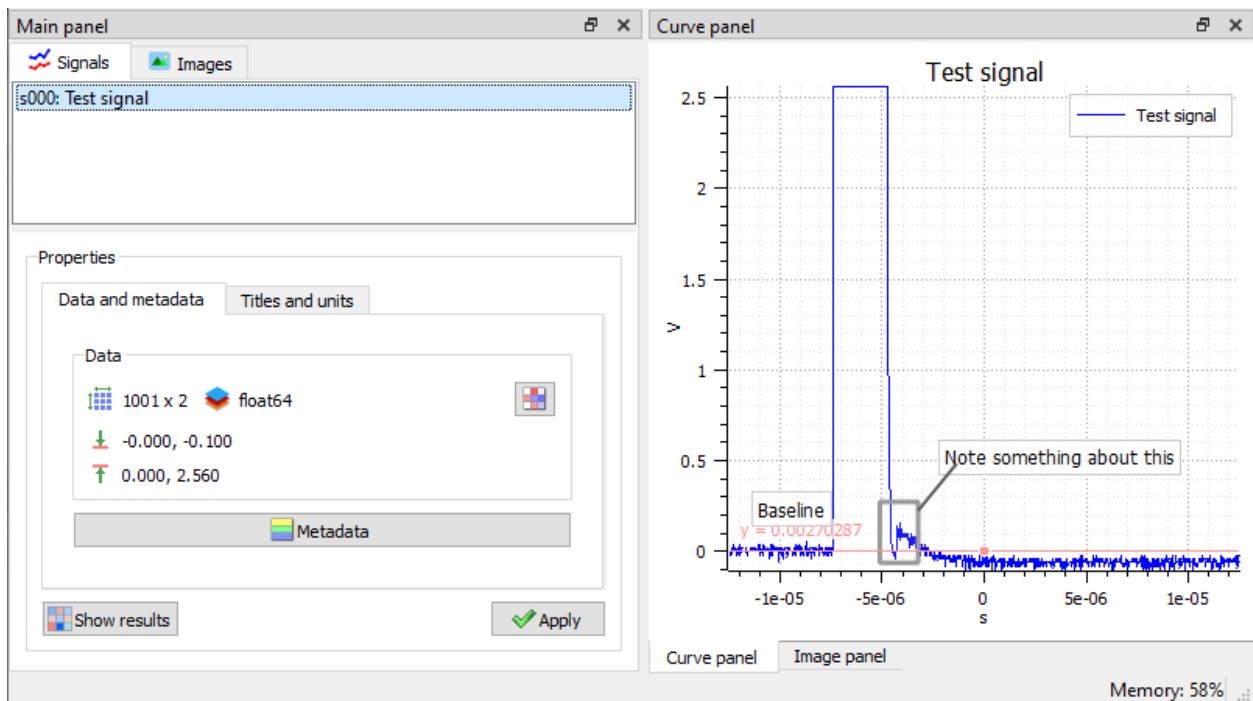 Main panel
Signals
Images
s000: Test signal
Properties
Data and metadata
Titles and units
Data
1001 x 2
float64
-0.000, -0.100
0.000, 2.560
Metadata
Show results
Apply
Curve panel
Test signal
Test signal
2.5
2
1.5
1
0.5
0
V
Note something about this
Baseline
y = 0.00270287
-1e-05
-5e-06
0
5e-06
1e-05
s
Curve panel
Image panel
Memory: 58%